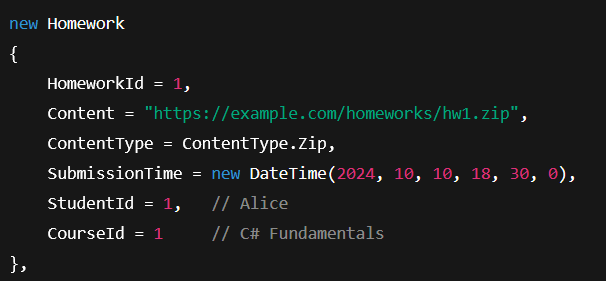 new Homework
{
    HomeworkId = 1,
    Content = "https://example.com/homeworks/hw1.zip",
    ContentType = ContentType.Zip,
    SubmissionTime = new DateTime(2024, 10, 10, 18, 30, 0),
    StudentId = 1,   // Alice
    CourseId = 1     // C# Fundamentals
},